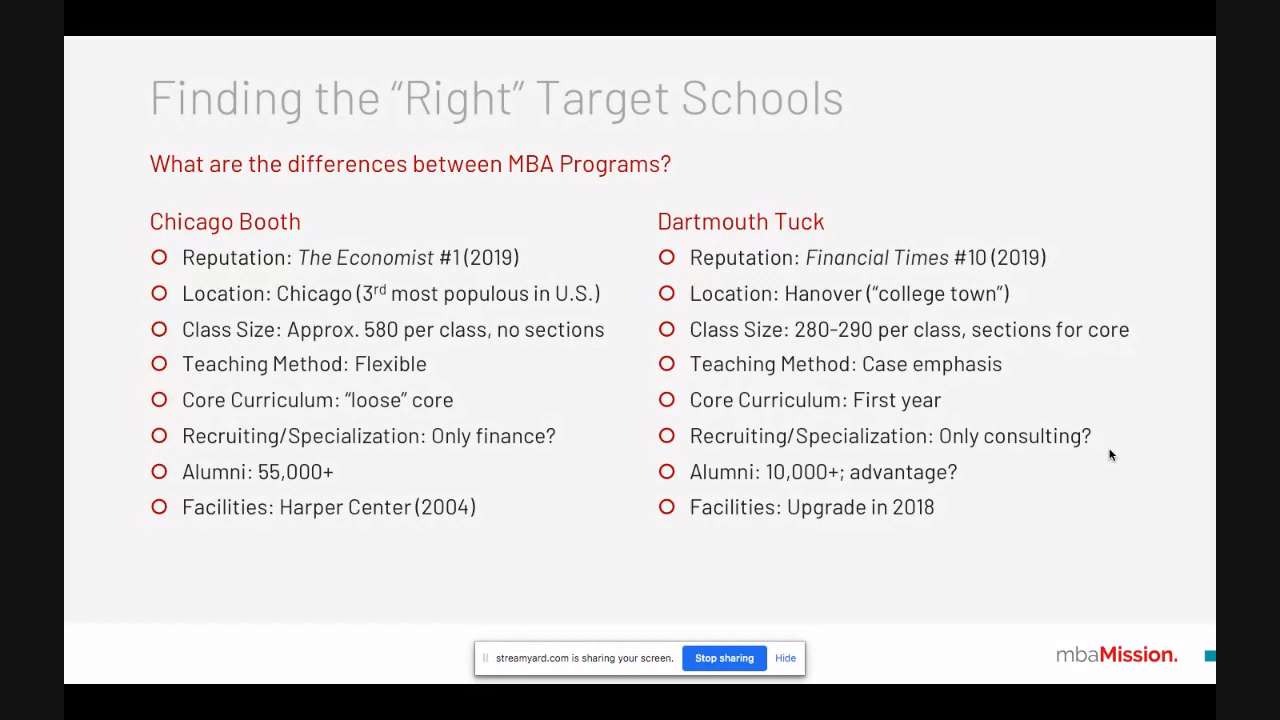 Finding the “Right” Target Schools
What are the differences between MBA Programs?
Chicago Booth
Reputation: The Economist #1 (2019)
Location: Chicago (3rd most populous in U.S.)
Class Size: Approx. 580 per class, no sections
Teaching Method: Flexible
Core Curriculum: “loose” core
Recruiting/Specialization: Only finance?
Alumni: 55,000+
Facilities: Harper Center (2004)
Dartmouth Tuck
Reputation: Financial Times #10 (2019)
Location: Hanover (“college town”)
Class Size: 280-290 per class, sections for core
Teaching Method: Case emphasis
Core Curriculum: First year
Recruiting/Specialization: Only consulting?
Alumni: 10,000+; advantage?
Facilities: Upgrade in 2018
streamyard.com is sharing your screen. Stop sharing Hide
mbaMission.